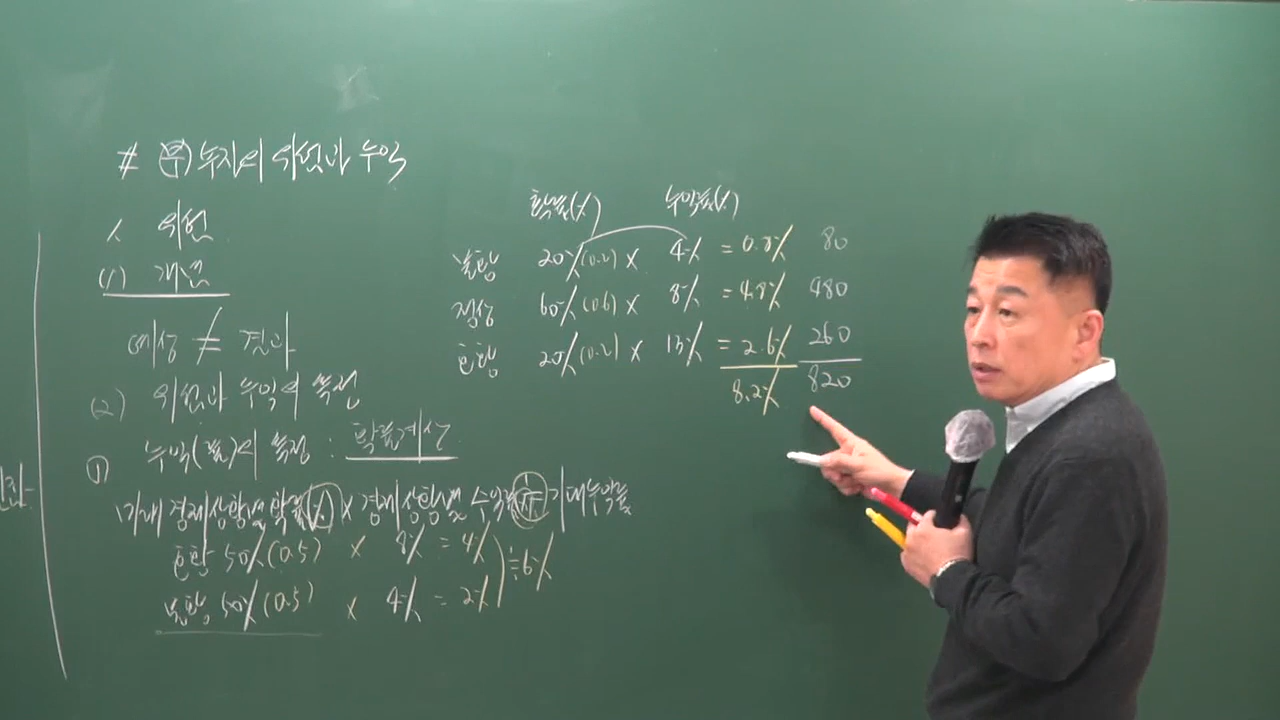 # (부) 투자의 위험과 수익
1. 위험
(1) 개념
예상 ≠ 결과
(2) 위험과 수익의 측정
① 수익(률)의 측정 : 확률계산
미래 경제상황별 확률(%) × 경제상황별 수익률(%) 기대수익률
호황 50%(0.5) × 8% = 4%
불황 50%(0.5) × 4% = 2%
÷6%
확률(%) 수익률(%)
불황 20%(0.2) × 4% = 0.8% 80
정상 60%(0.6) × 8% = 4.8% 480
호황 20%(0.2) × 13% = 2.6% 260
8.2% 820